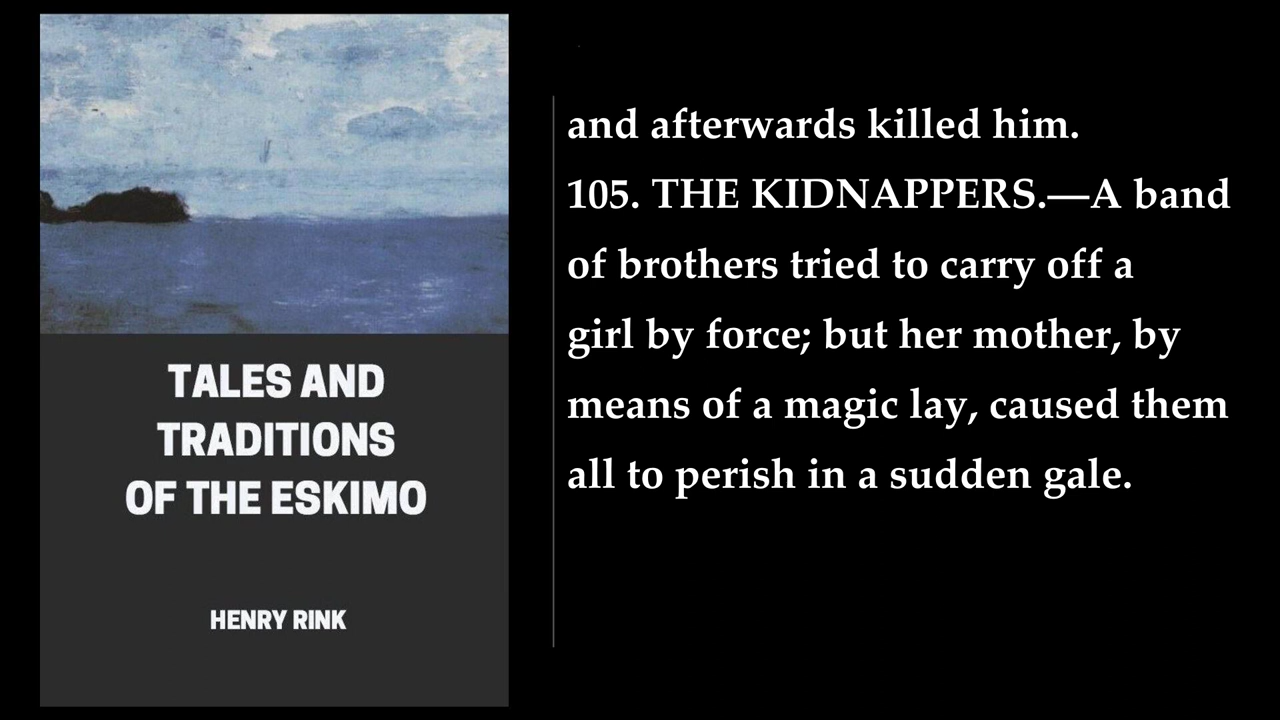 TALES AND
TRADITIONS
OF THE ESKIMO
HENRY RINK
and afterwards killed him.
105. THE KIDNAPPERS.—A band
of brothers tried to carry off a
girl by force; but her mother, by
means of a magic lay, caused them
all to perish in a sudden gale.